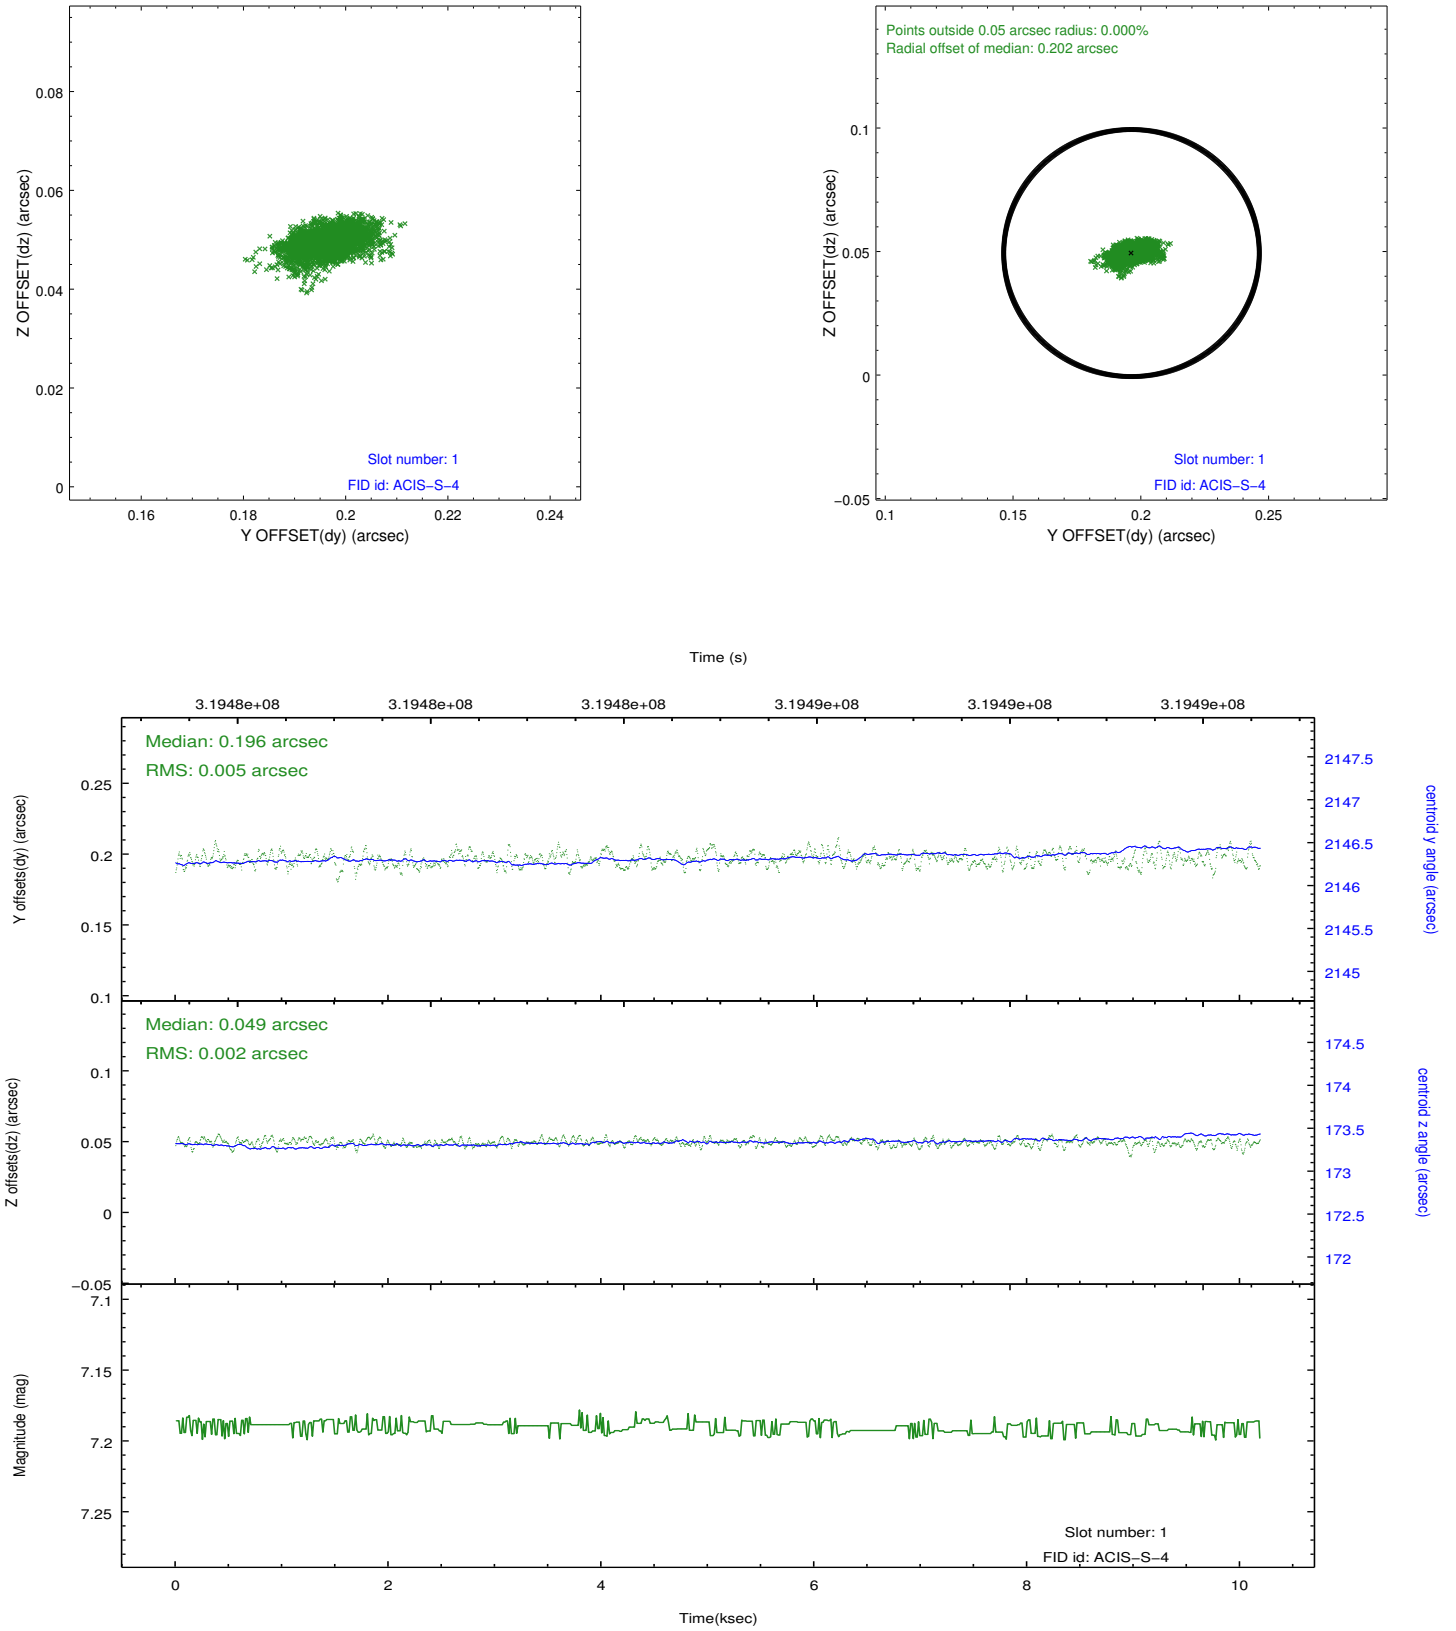 0.08
0.06
0.04
0.02
0
Z OFFSET(dz) (arcsec)
Slot number: 1
FID id: ACIS−S−4
0.16
0.18
0.2
0.22
0.24
Y OFFSET(dy) (arcsec)
Points outside 0.05 arcsec radius: 0.000%
Radial offset of median: 0.202 arcsec
0.1
0.05
0
−0.05
Z OFFSET(dz) (arcsec)
Slot number: 1
FID id: ACIS−S−4
0.1
0.15
0.2
0.25
Y OFFSET(dy) (arcsec)
Time (s)
3.1948e+08
3.1948e+08
3.1948e+08
3.1949e+08
3.1949e+08
3.1949e+08
Median: 0.196 arcsec
RMS: 0.005 arcsec
0.25
0.2
0.15
0.1
Y offsets(dy) (arcsec)
2147.5
2147
2146.5
2146
2145.5
2145
centroid y angle (arcsec)
Median: 0.049 arcsec
RMS: 0.002 arcsec
0.1
0.05
0
−0.05
Z offsets(dz) (arcsec)
174.5
174
173.5
173
172.5
172
centroid z angle (arcsec)
7.1
7.15
7.2
7.25
Magnitude (mag)
Slot number: 1
FID id: ACIS−S−4
0
2
4
6
8
10
Time(ksec)